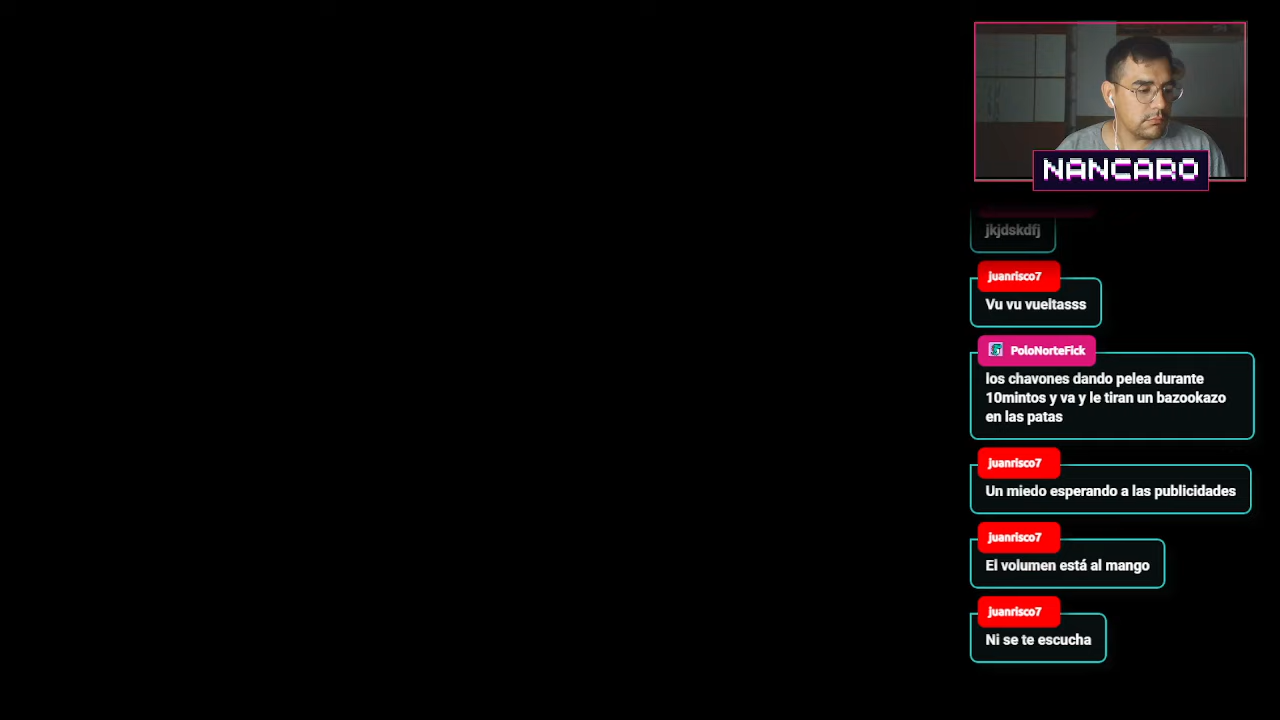 NANCARO
jkjdskdfj
juanrisco7
Vu vu vueltasss
PoloNorteFick
los chavones dando pelea durante
10mintos y va y le tiran un bazookazo
en las patas
juanrisco7
Un miedo esperando a las publicidades
juanrisco7
El volumen está al mango
juanrisco7
Ni se te escucha